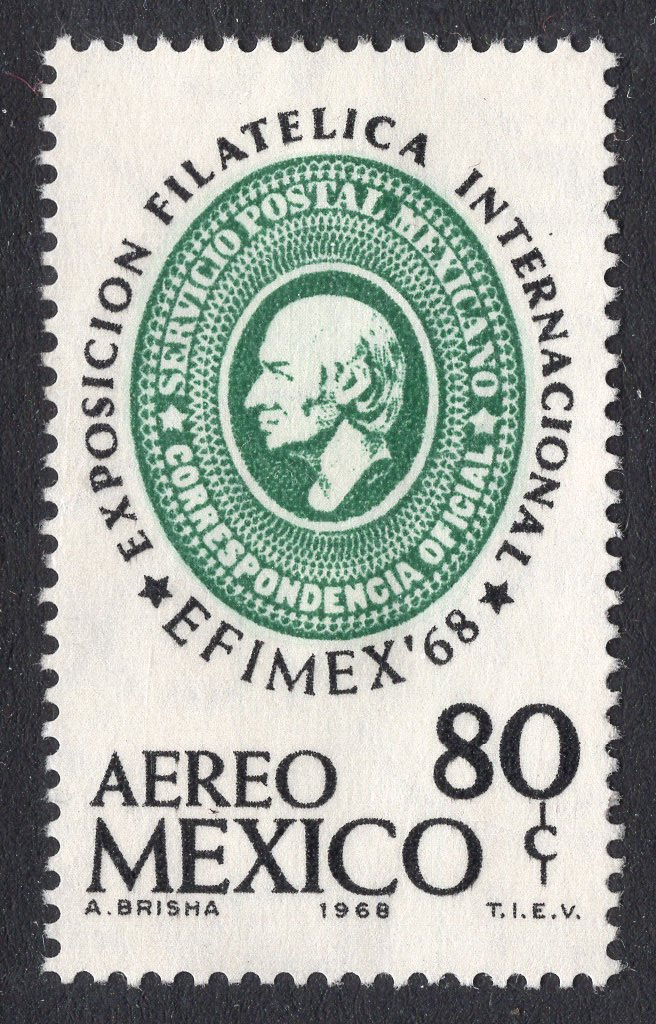 EXPOSICION FILATELICA INTERNACIONAL
★ EFIMEX'68 ★
SERVICIO POSTAL MEXICANO
★ CORRESPONDENCIA OFICIAL ★
80
¢
AEREO
MEXICO
A. BRISHA 1968 T.I.E.V.